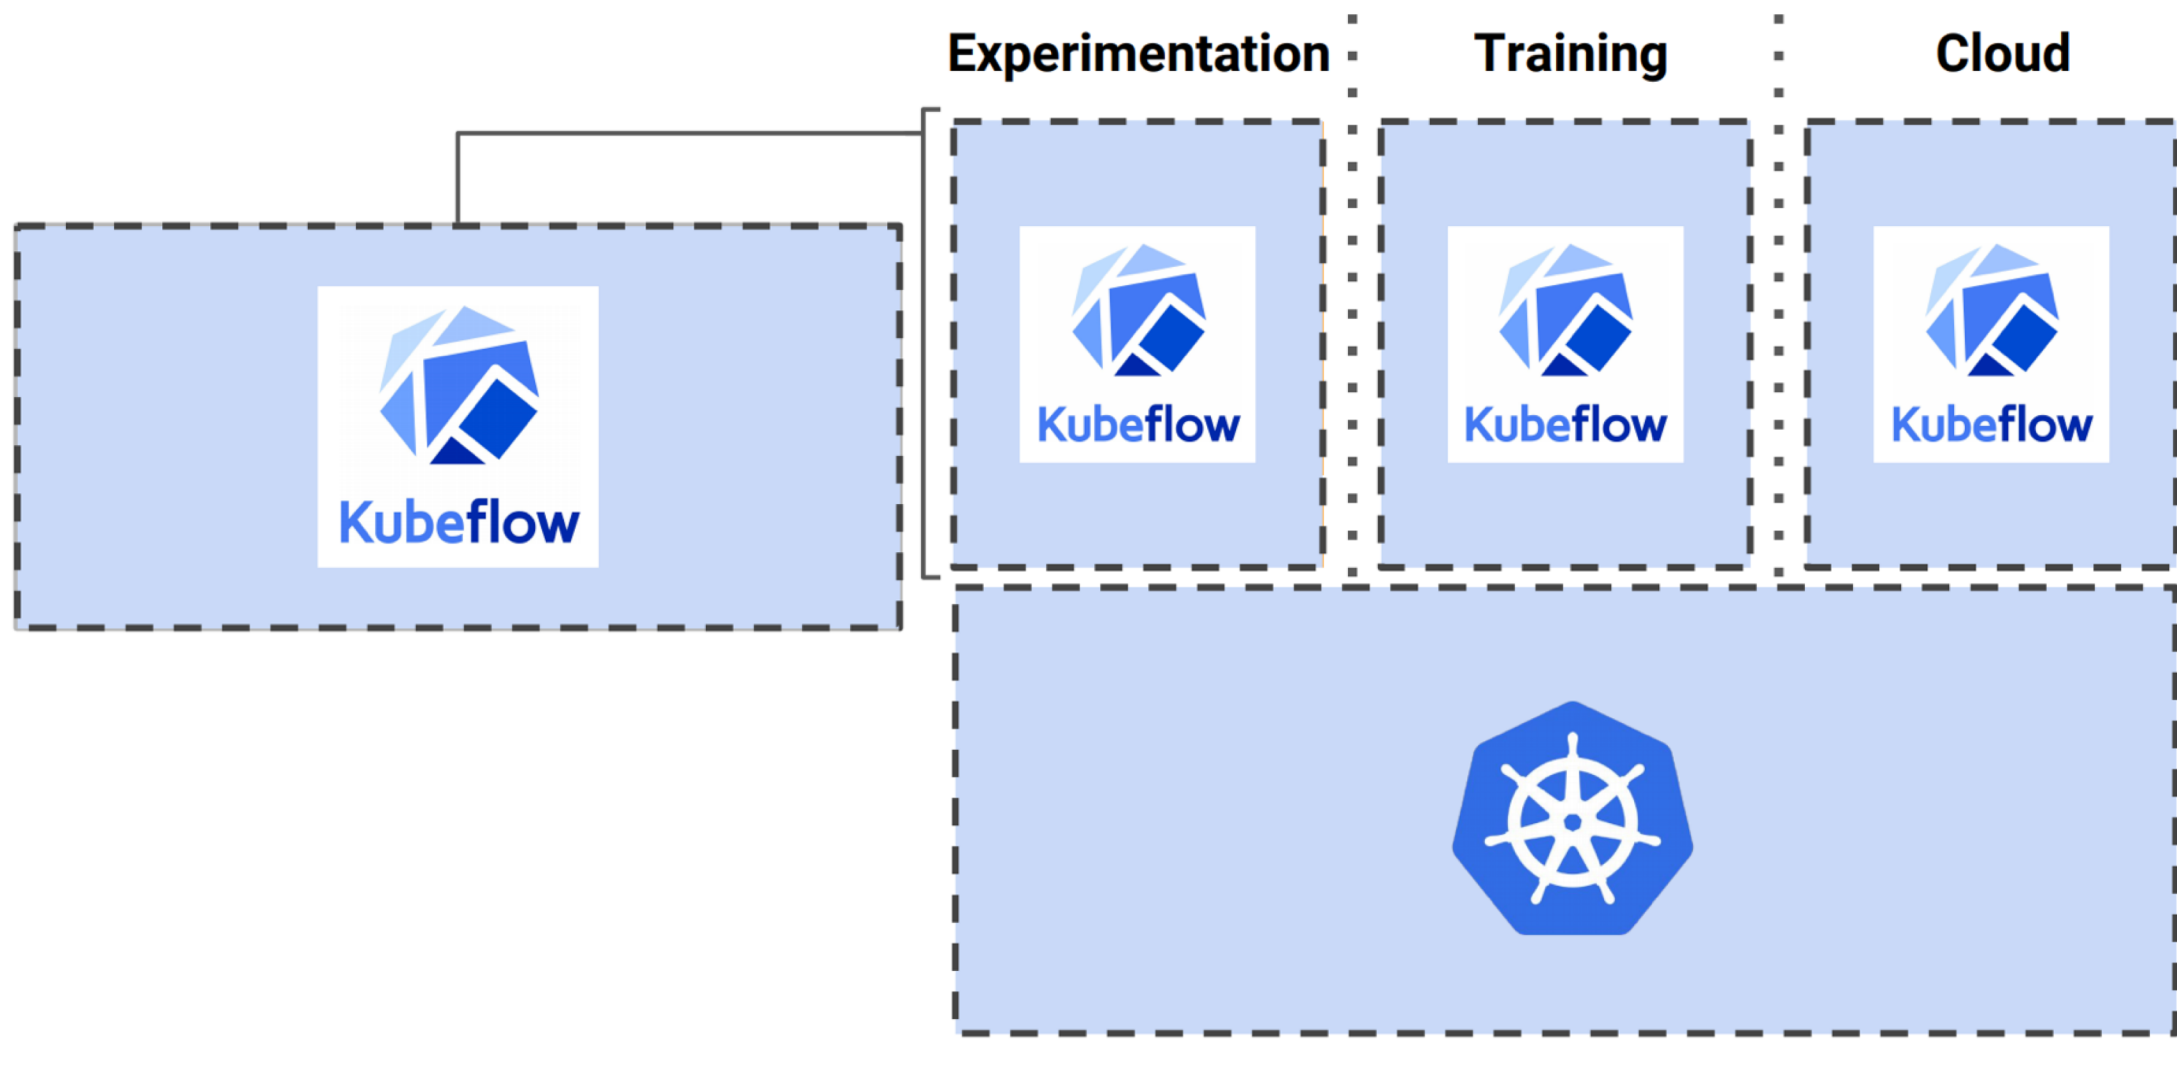 Experimentation
Training
Cloud
Kubeflow
Kubeflow
Kubeflow
Kubeflow